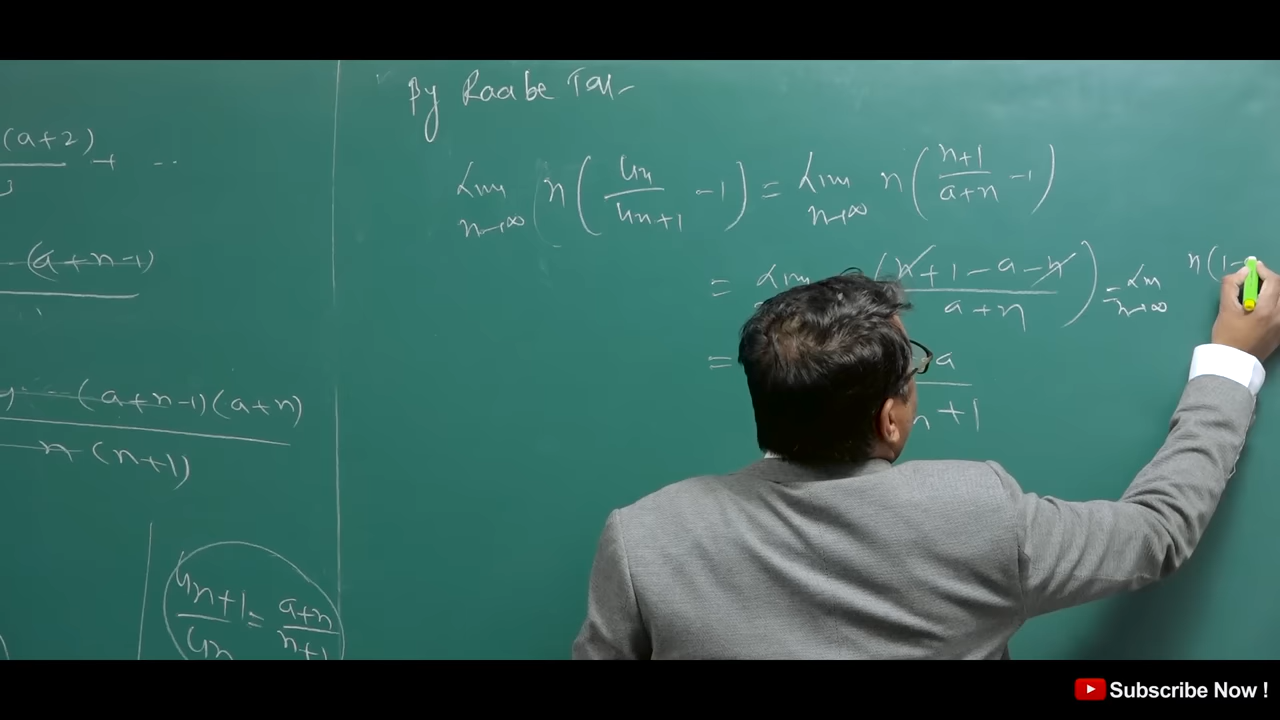 (a+2)
3 + ..
(a+n-1)
(a+n-1)(a+n)
n (n+1)
un+1/un = a+n/n+1
By Raabe
Lim n→∞ n(un/un+1 -1) = Lim n→∞ n(n+1/a+n -1)
= Lim (n+1-a-n/a+n) = Lim n→∞ n(1-
= a/n+1
Subscribe Now !